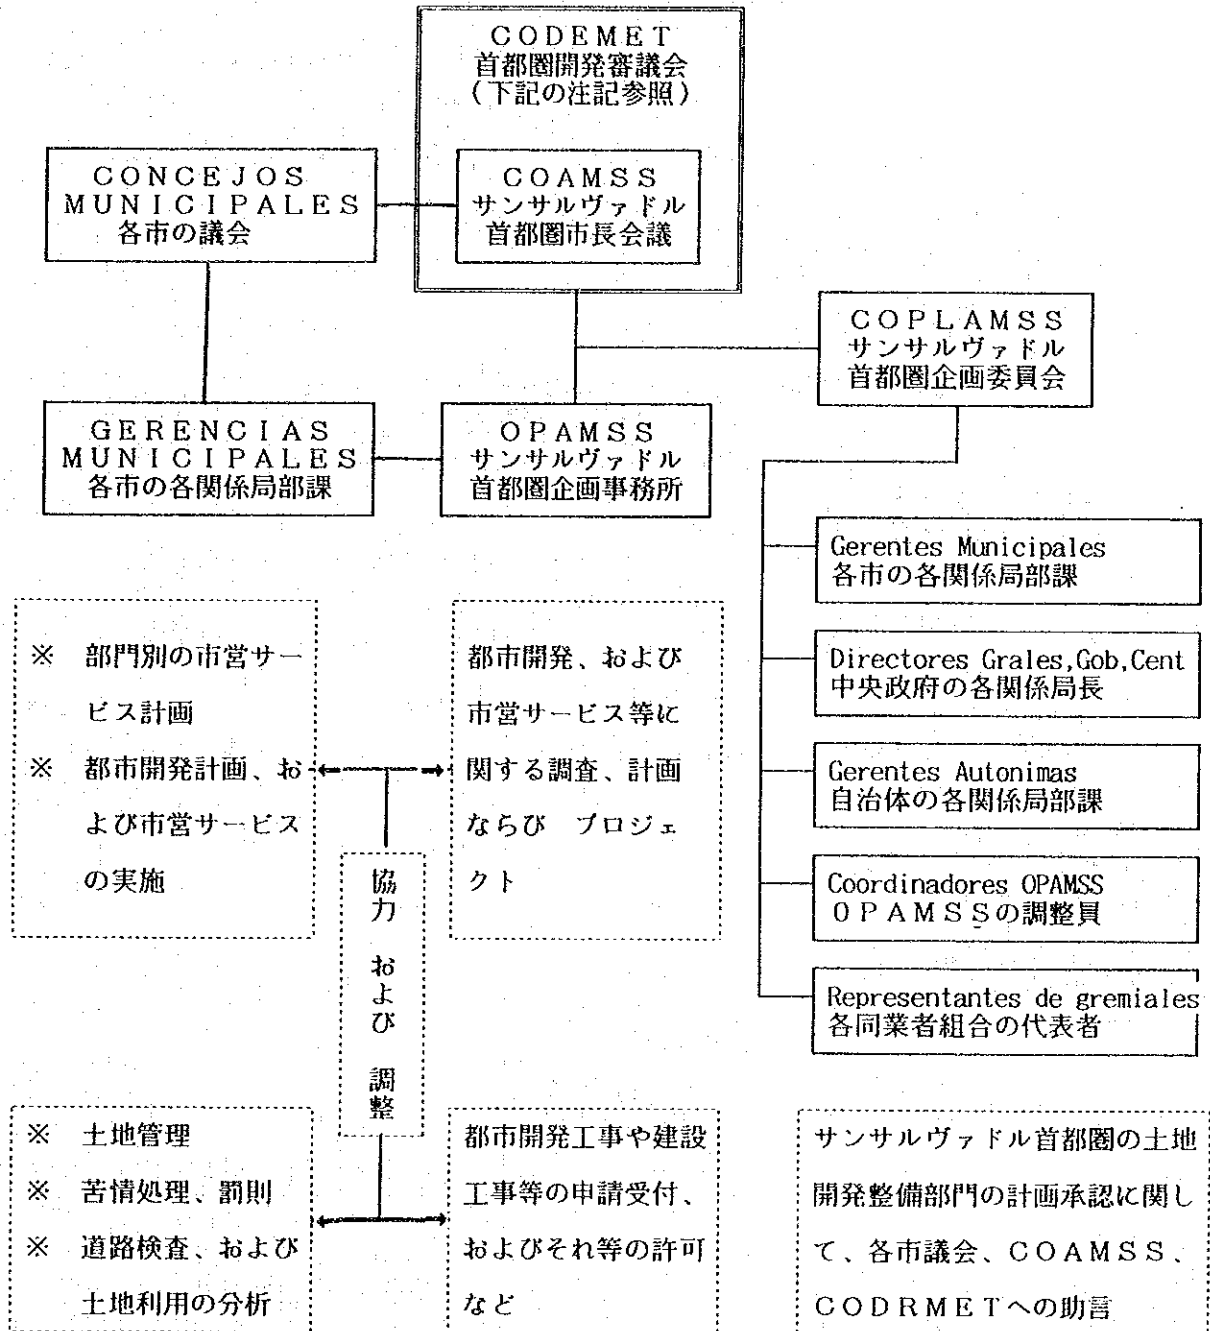 CODEMET
首都圏開発審議会
(下記の注記参照)
CONCEJOS
MUNICIPALES
各市の議会
COAMSS
サンサルヴァドル
首都圏市長会議
COPLAMSS
サンサルヴァドル
首都圏企画委員会
GERENCIAS
MUNICIPALES
各市の各関係局部課
OPAMSS
サンサルヴァドル
首都圏企画事務所
Gerentes Municipales
各市の各関係局部課
Directores Grales,Gob,Cent
中央政府の各関係局長
Gerentes Autonimas
自治体の各関係局部課
Coordinadores OPAMSS
OPAMSSの調整員
Representantes de gremiales
各同業者組合の代表者
※ 部門別の市営サー
ビス計画
※ 都市開発計画、お
よび市営サービス
の実施
都市開発、および
市営サービス等に
関する調査、計画
ならび プロジェ
クト
協力 および 調整
※ 土地管理
※ 苦情処理、罰則
※ 道路検査、および
土地利用の分析
都市開発工事や建設
工事等の申請受付、
およびそれ等の許可
など
サンサルヴァドル首都圏の土地
開発整備部門の計画承認に関し
て、各市議会、COAMSS、
CODRMETへの助言